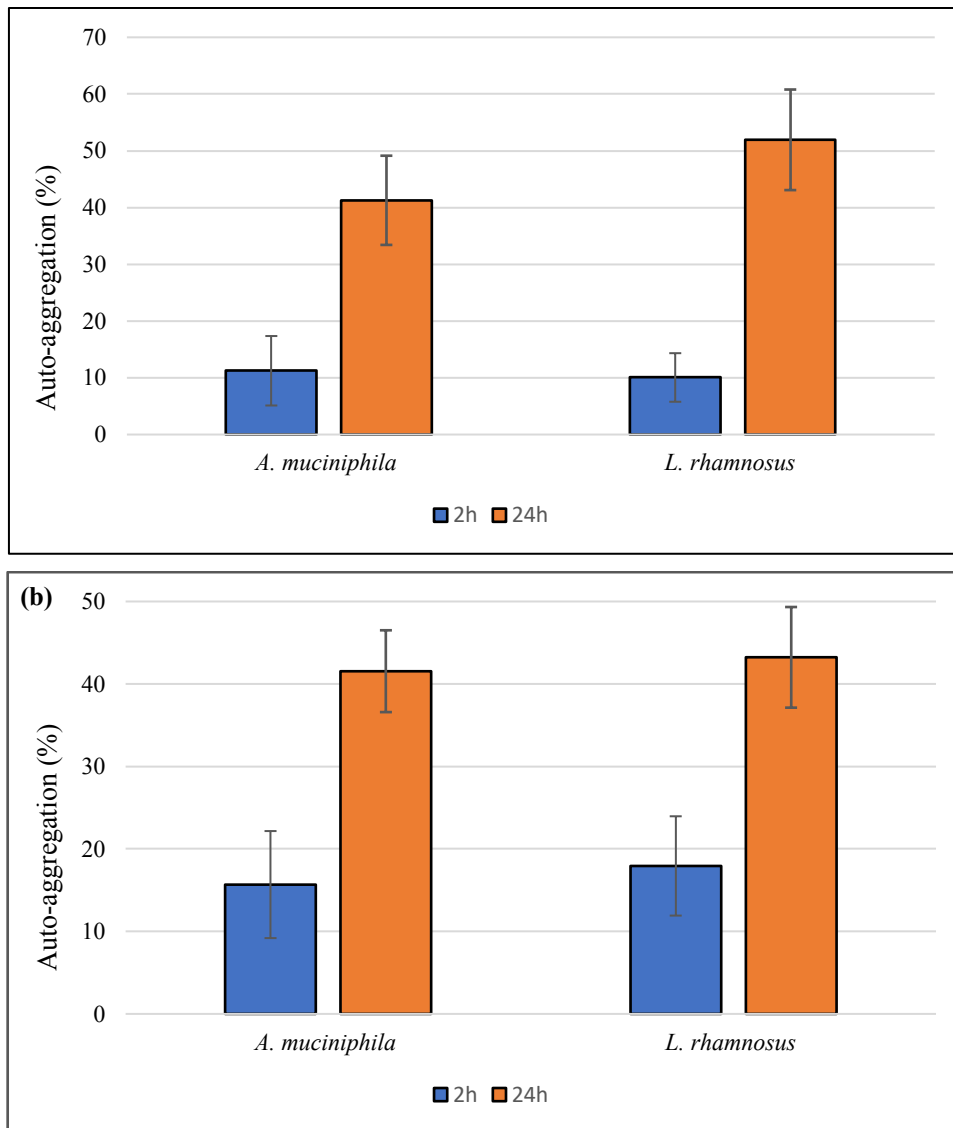 70
60
50
40
30
20
10
0
Auto-aggregation (%)
A. muciniphila L. rhamnosus
2h 24h
(b)
50
40
30
20
10
0
Auto-aggregation (%)
A. muciniphila L. rhamnosus
2h 24h